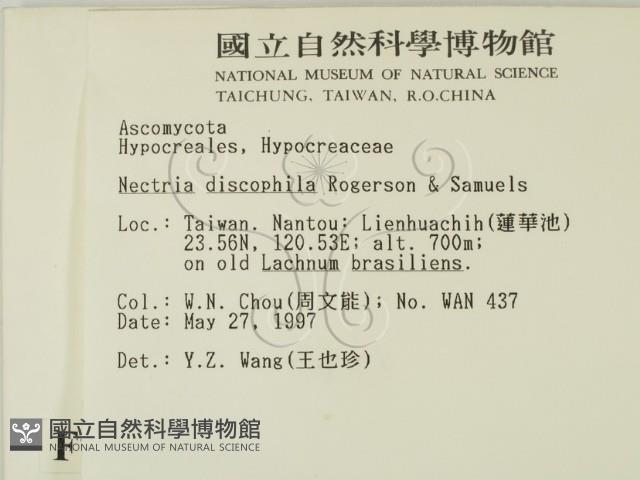 國立自然科學博物館
NATIONAL MUSEUM OF NATURAL SCIENCE
TAICHUNG, TAIWAN, R.O.CHINA
Ascomycota
Hypocreales, Hypocreaceae
Nectria discophila Rogerson & Samuels
Loc.: Taiwan. Nantou: Lienhuachih(蓮華池)
23.56N, 120.53E; alt. 700m;
on old Lachnum brasiliens.
Col.: W.N. Chou(周文能); No. WAN 437
Date: May 27, 1997
Det.: Y.Z. Wang(王也珍)
國立自然科學博物館
NATIONAL MUSEUM OF NATURAL SCIENCE
F